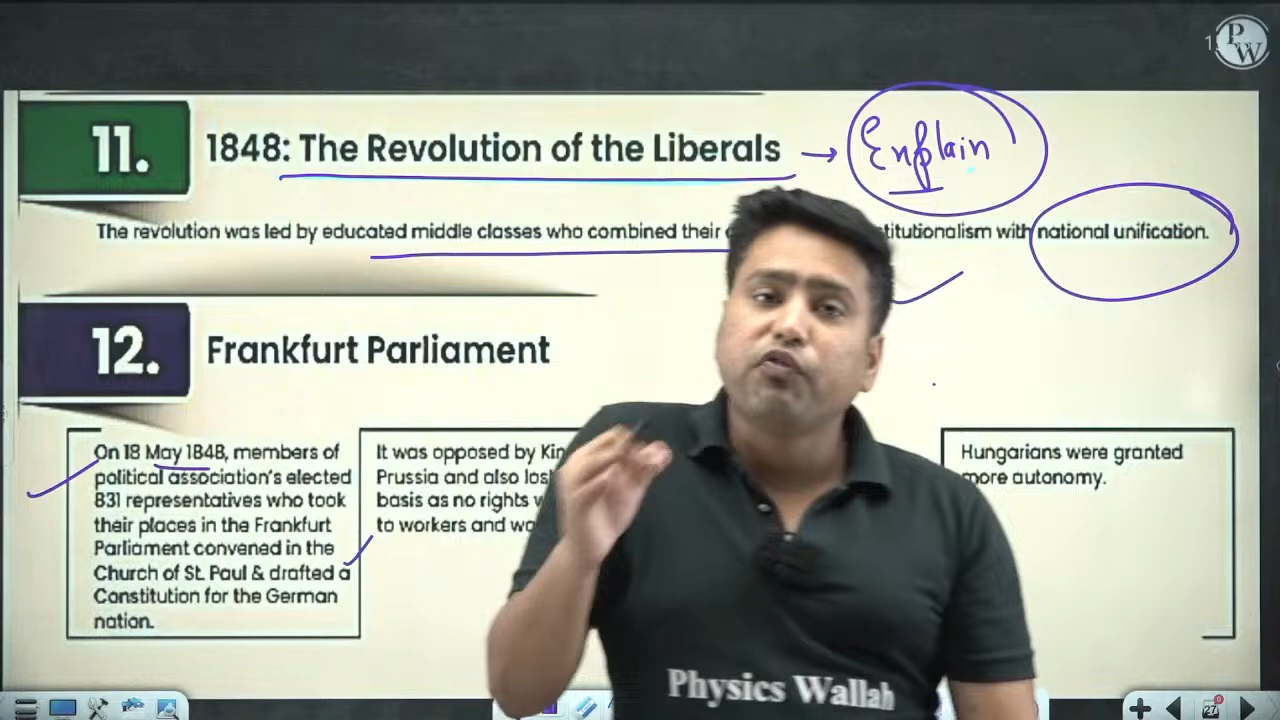 PW
11.
1848: The Revolution of the Liberals → Explain
The revolution was led by educated middle classes who combined their with national unification.
12.
Frankfurt Parliament
On 18 May 1848, members of
political association's elected
831 representatives who took
their places in the Frankfurt
Parliament convened in the
Church of St. Paul & drafted a
Constitution for the German
nation.
It was opposed by
Prussia and also
basis as no rights
to workers and
Hungarians were granted
more autonomy.
Physics Wallah
27